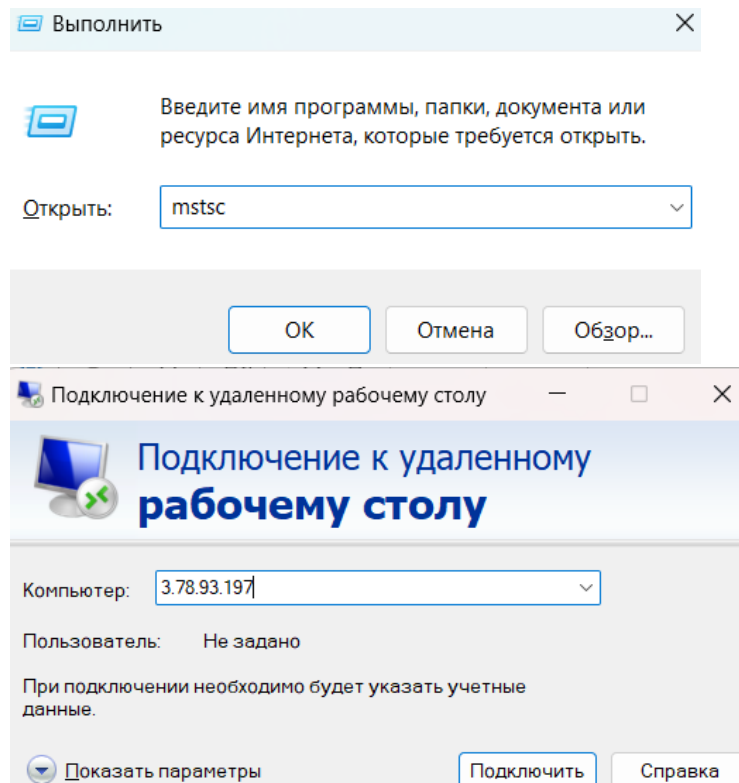 Выполнить
Введите имя программы, папки, документа или
ресурса Интернета, которые требуется открыть.
Открыть: mstsc
ОК Отмена Обзор...
Подключение к удаленному рабочему столу
Подключение к удаленному
рабочему столу
Компьютер: 3.78.93.197
Пользователь: Не задано
При подключении необходимо будет указать учетные
данные.
Показать параметры Подключить Справка